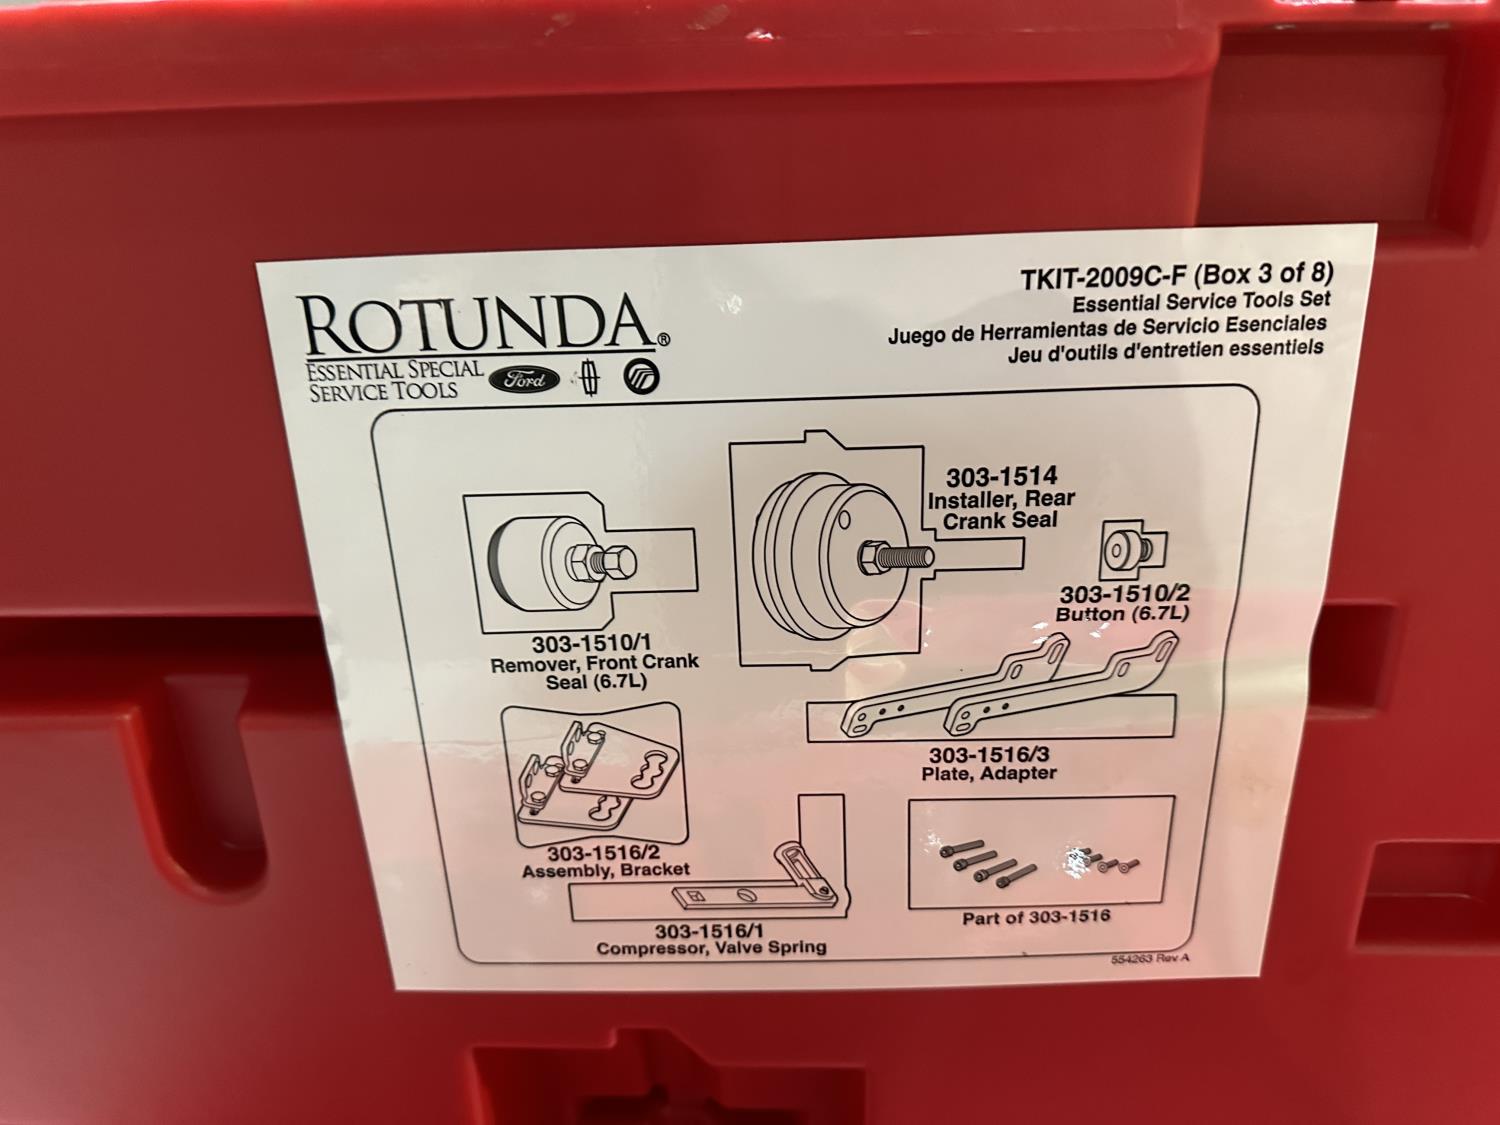 ROTUNDA®
ESSENTIAL SPECIAL
SERVICE TOOLS
Ford
TKIT-2009C-F (Box 3 of 8)
Essential Service Tools Set
Juego de Herramientas de Servicio Esenciales
Jeu d'outils d'entretien essentiels
303-1514
Installer, Rear
Crank Seal
303-1510/2
Button (6.7L)
303-1510/1
Remover, Front Crank
Seal (6.7L)
303-1516/3
Plate, Adapter
303-1516/2
Assembly, Bracket
303-1516/1
Compressor, Valve Spring
Part of 303-1516
554263 Rev A